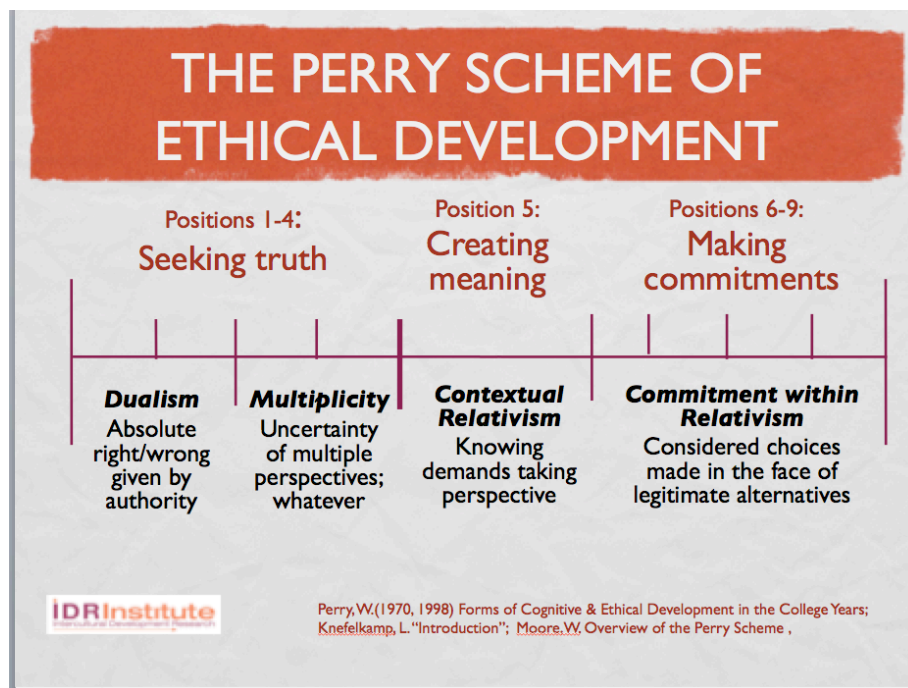 THE PERRY SCHEME OF
ETHICAL DEVELOPMENT
Positions 1-4:
Seeking truth
Position 5:
Creating
meaning
Positions 6-9:
Making
commitments
Dualism
Absolute
right/wrong
given by
authority
Multiplicity
Uncertainty
of multiple
perspectives;
whatever
Contextual
Relativism
Knowing
demands taking
perspective
Commitment within
Relativism
Considered choices
made in the face of
legitimate alternatives
IDRInstitute
Intercultural Development Research
Perry, W.(1970, 1998) Forms of Cognitive & Ethical Development in the College Years;
Knefelkamp, L. "Introduction"; Moore, W. Overview of the Perry Scheme ,